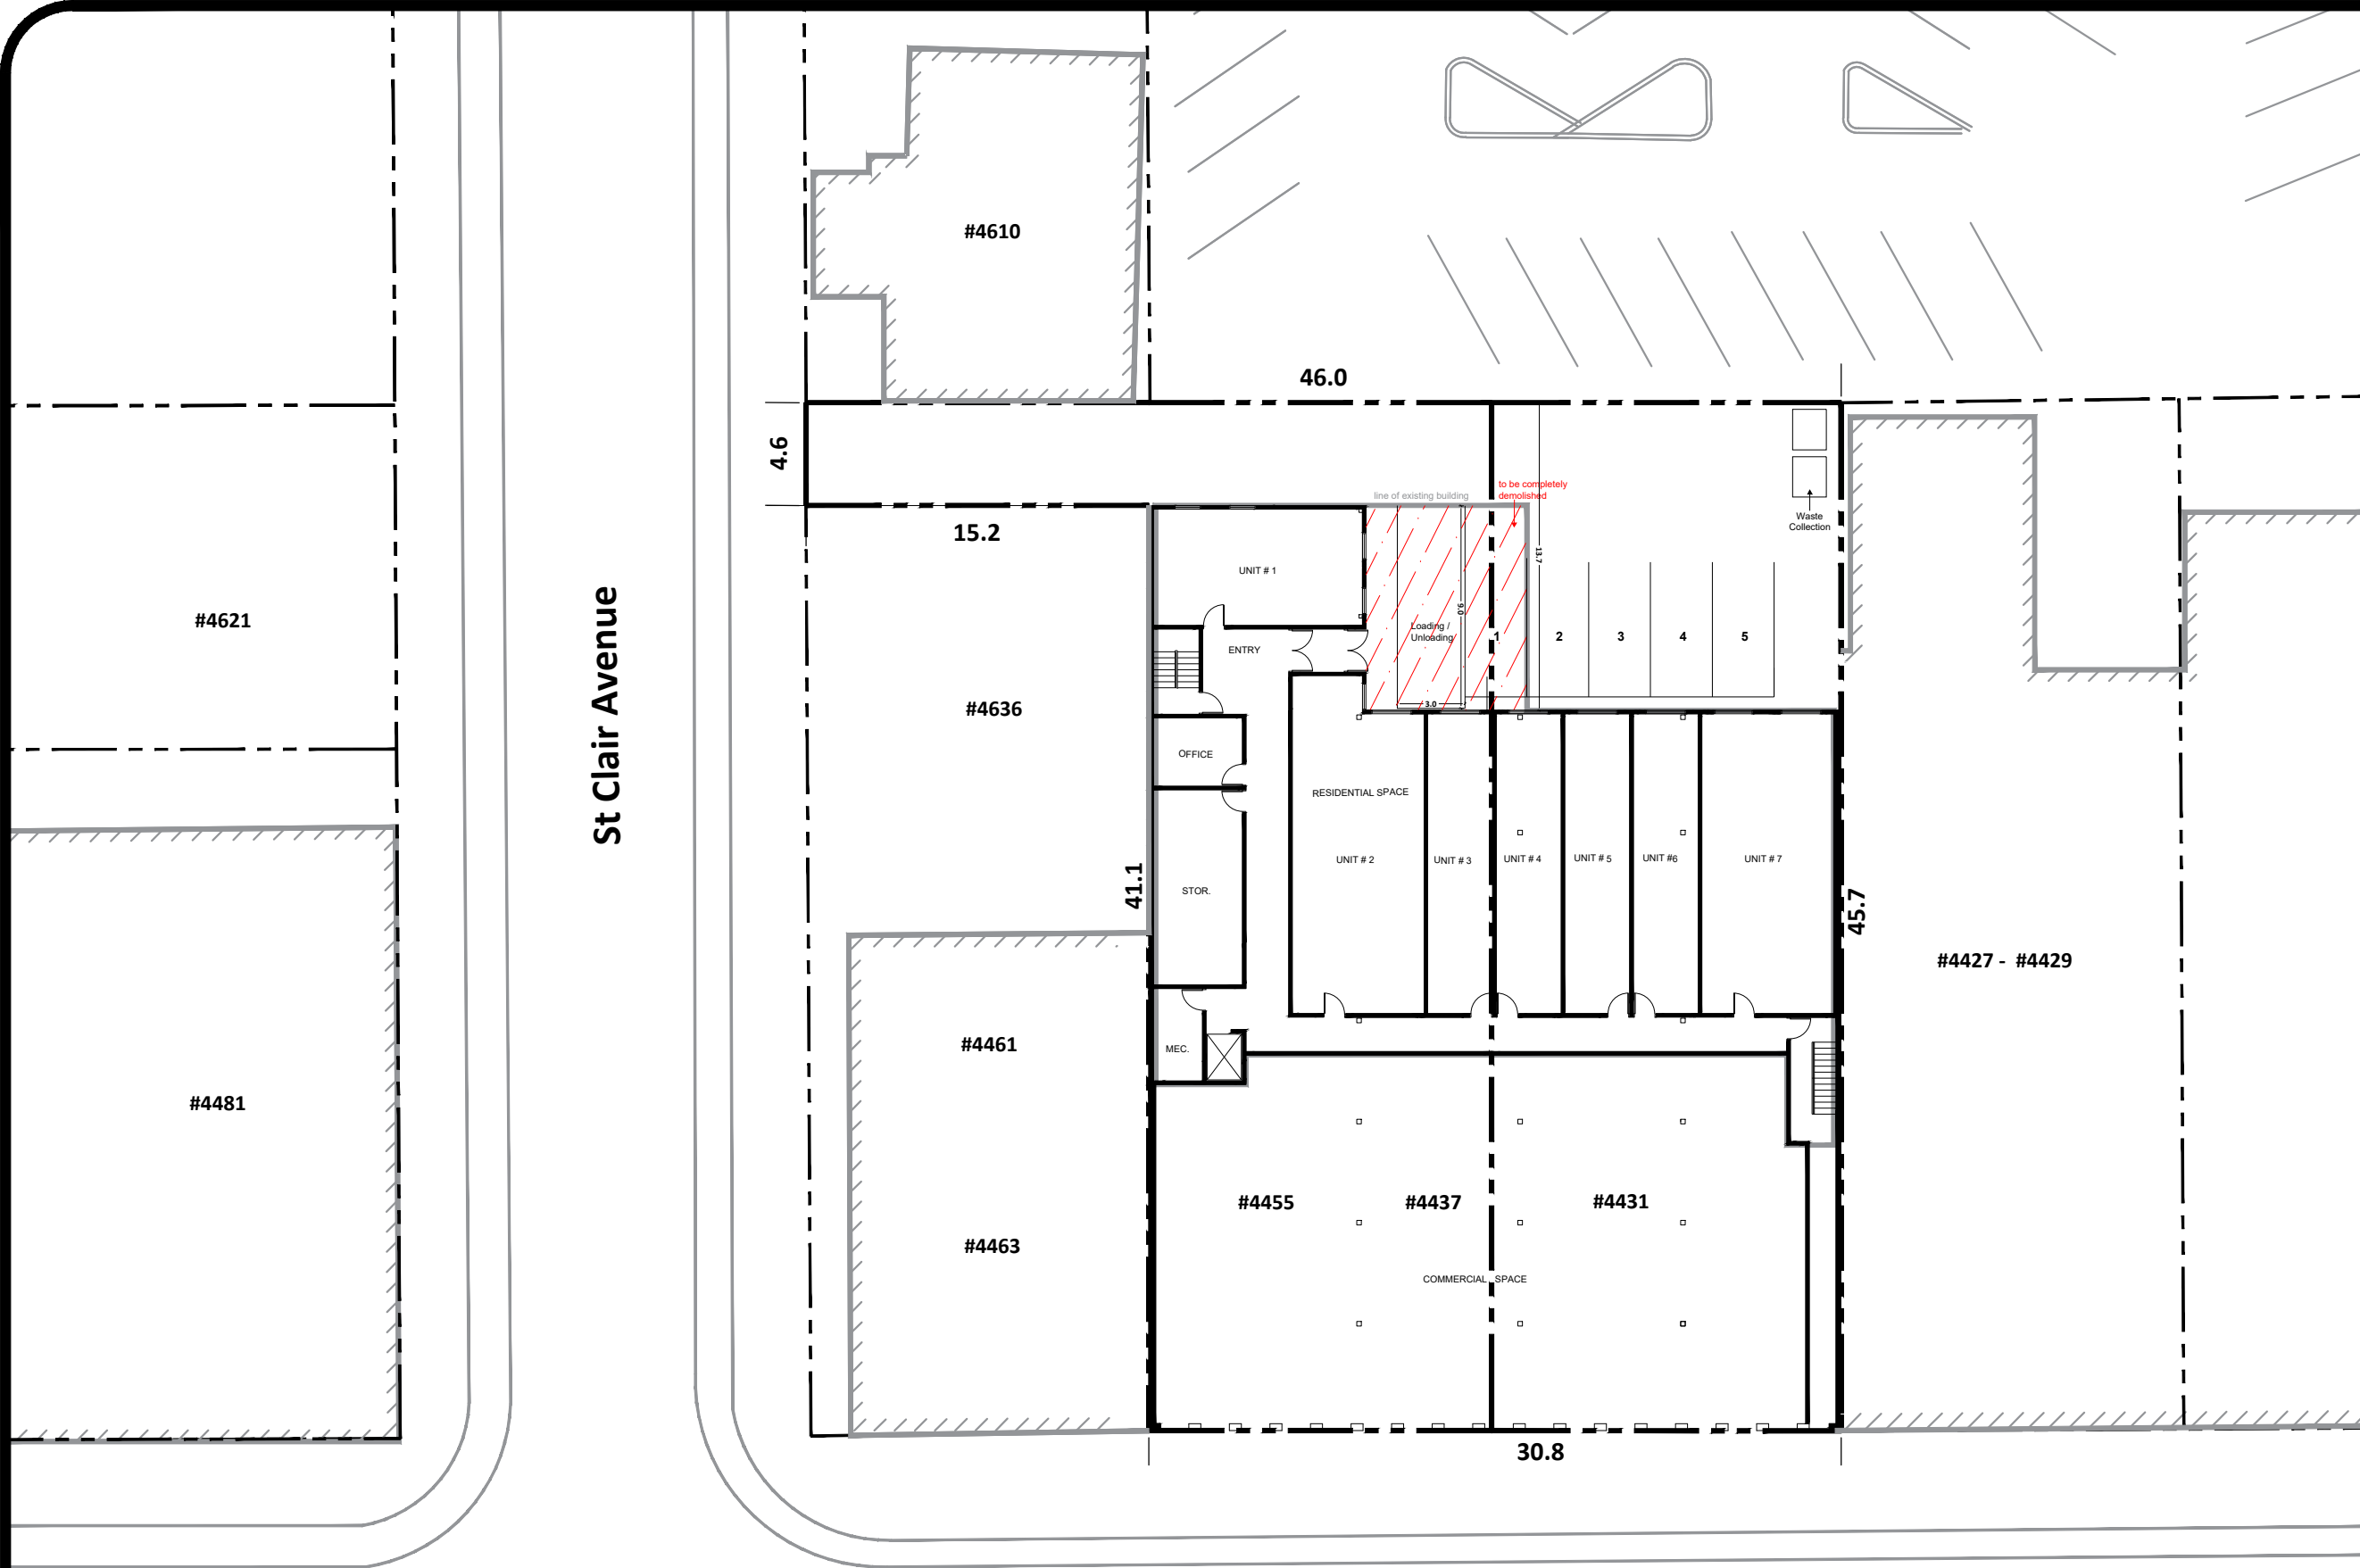 #4610
46.0
4.6
line of existing building
to be completely
demolished
Waste
Collection
15.2
13.7
UNIT # 1
9.0
#4621
St Clair Avenue
Loading /
Unloading
1
2
3
4
5
ENTRY
#4636
3.0
OFFICE
RESIDENTIAL SPACE
UNIT # 2
UNIT # 3
UNIT # 4
UNIT # 5
UNIT #6
UNIT # 7
41.1
STOR.
45.7
#4427 - #4429
#4461
MEC.
#4481
#4455
#4437
#4431
#4463
COMMERCIAL SPACE
30.8